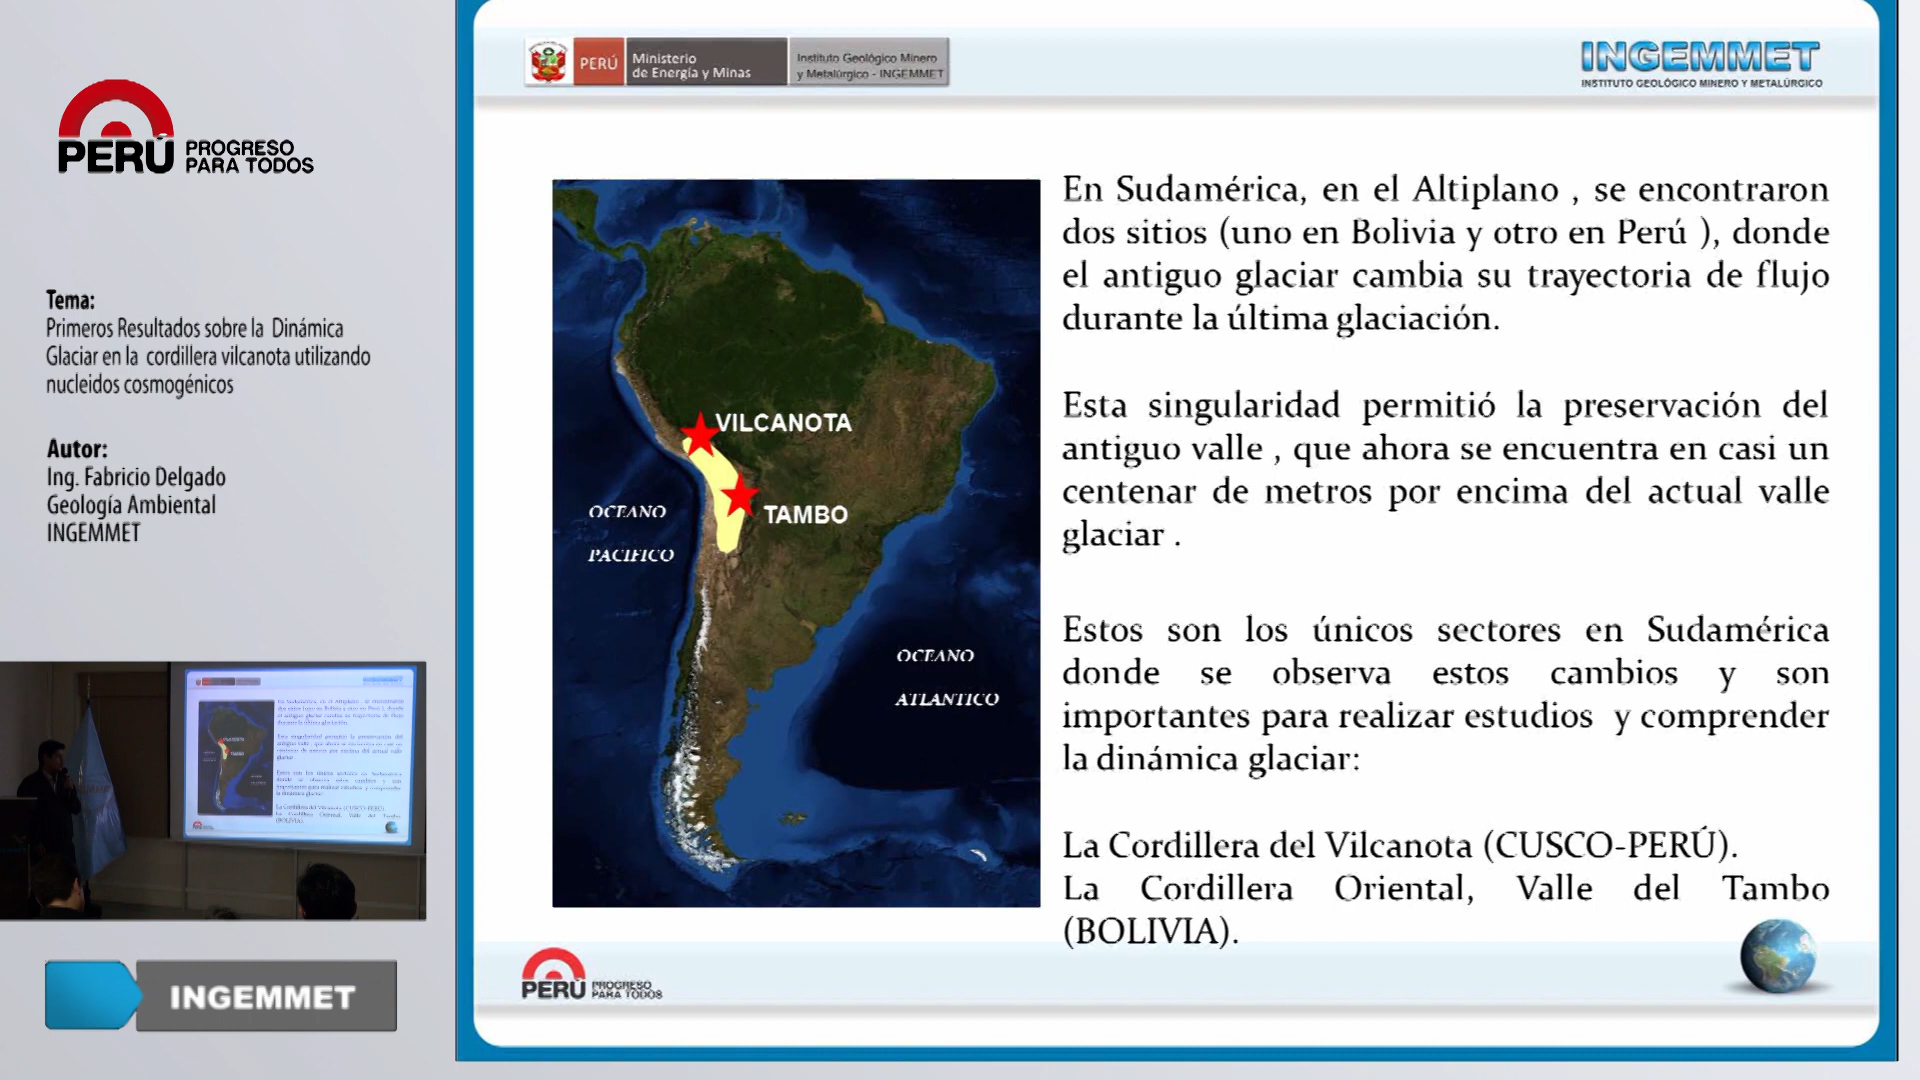 PERÚ PROGRESO
PARA TODOS
Tema:
Primeros Resultados sobre la Dinámica
Glaciar en la cordillera vilcanota utilizando
nucleidos cosmogénicos
Autor:
Ing. Fabricio Delgado
Geología Ambiental
INGEMMET
INGEMMET
PERÚ
Ministerio
de Energía y Minas
Instituto Geológico Minero
y Metalúrgico - INGEMMET
INGEMMET
INSTITUTO GEOLÓGICO MINERO Y METALÚRGICO
VILCANOTA
TAMBO
OCEANO
PACIFICO
OCEANO
ATLANTICO
En Sudamérica, en el Altiplano , se encontraron
dos sitios (uno en Bolivia y otro en Perú ), donde
el antiguo glaciar cambia su trayectoria de flujo
durante la última glaciación.
Esta singularidad permitió la preservación del
antiguo valle , que ahora se encuentra en casi un
centenar de metros por encima del actual valle
glaciar .
Estos son los únicos sectores en Sudamérica
donde se observa estos cambios y son
importantes para realizar estudios y comprender
la dinámica glaciar:
La Cordillera del Vilcanota (CUSCO-PERÚ).
La Cordillera Oriental, Valle del Tambo
(BOLIVIA).
PERÚ PROGRESO
PARA TODOS